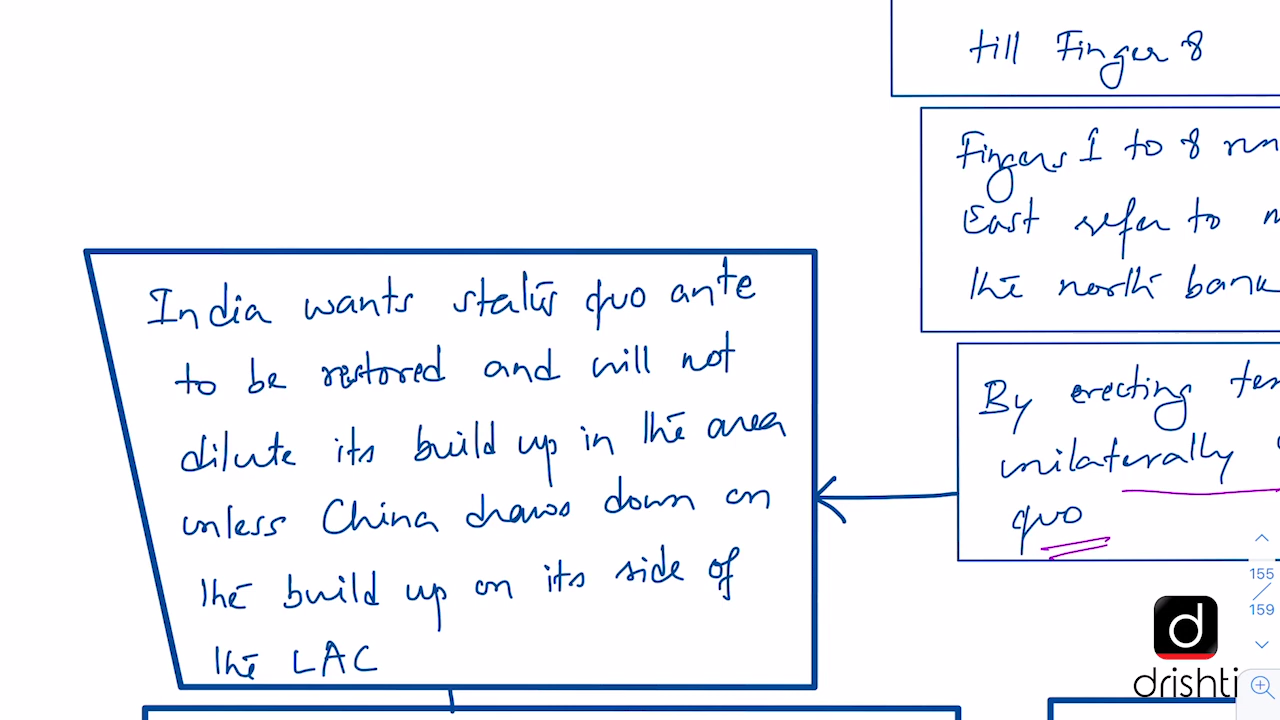 till Finger 8
Fingers 1 to 8 run
East refer to
the north bank
India wants status quo ante
to be restored and will not
dilute its build up in the area
unless China draws down on
the build up on its side of
the LAC
By erecting
unilaterally
quo
155
159
d
drishti